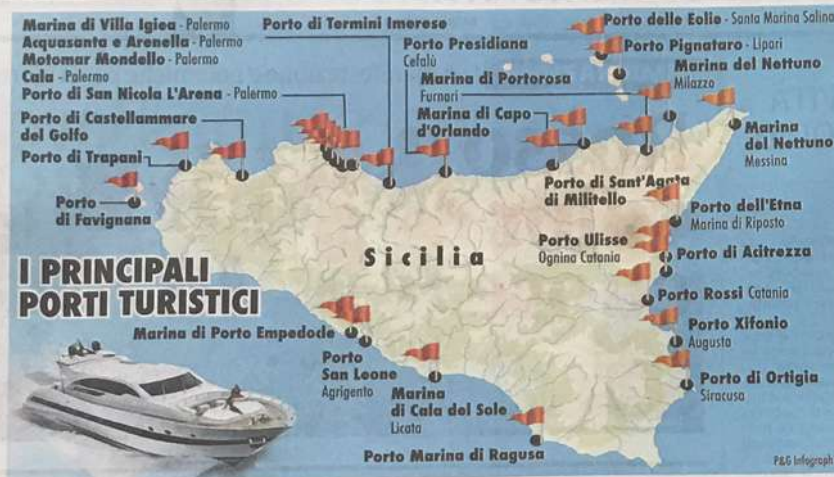 Marina di Villa Igiea - Palermo
Acquasanta e Arenella - Palermo
Motomar Mondello - Palermo
Cala - Palermo
Porto di San Nicola L'Arena - Palermo
Porto di Castellammare
del Golfo
Porto di Trapani
Porto
di Favignana
Porto di Termini Imerese
Porto Presidiana
Cefalù
Marina di Portorosa
Furnari
Marina di Capo
d'Orlando
Porto delle Eolie - Santa Marina Salina
Porto Pignataro - Lipari
Marina del Nettuno
Milazzo
Marina
del Nettuno
Messina
Porto di Sant'Agata
di Militello
Porto dell'Etna
Marina di Riposto
Porto Ulisse
Ognina Catania
Porto di Acitrezza
Sicilia
Porto Rossi Catania
I PRINCIPALI
PORTI TURISTICI
Porto Xifonio
Augusta
Marina di Porto Empedocle
Porto
San Leone
Agrigento
Marina
di Cala del Sole
Licata
Porto di Ortigia
Siracusa
Porto Marina di Ragusa
P&G Infograph